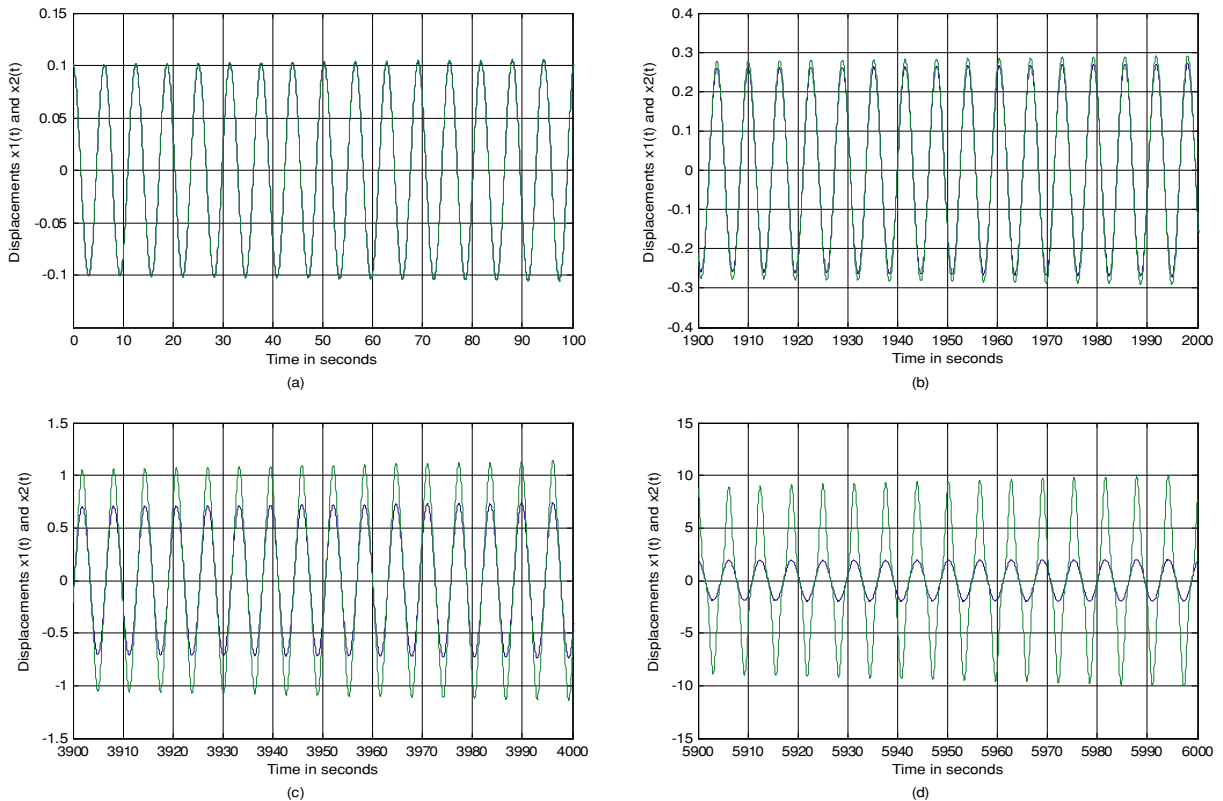 0.15
0.1
0.05
0
-0.05
-0.1
Displacements x1(t) and x2(t)
0 10 20 30 40 50 60 70 80 90 100
Time in seconds
(a)
0.4
0.3
0.2
0.1
0
-0.1
-0.2
-0.3
-0.4
Displacements x1(t) and x2(t)
1900 1910 1920 1930 1940 1950 1960 1970 1980 1990 2000
Time in seconds
(b)
1.5
1
0.5
0
-0.5
-1
-1.5
Displacements x1(t) and x2(t)
3900 3910 3920 3930 3940 3950 3960 3970 3980 3990 4000
Time in seconds
(c)
15
10
5
0
-5
-10
-15
Displacements x1(t) and x2(t)
5900 5910 5920 5930 5940 5950 5960 5970 5980 5990 6000
Time in seconds
(d)